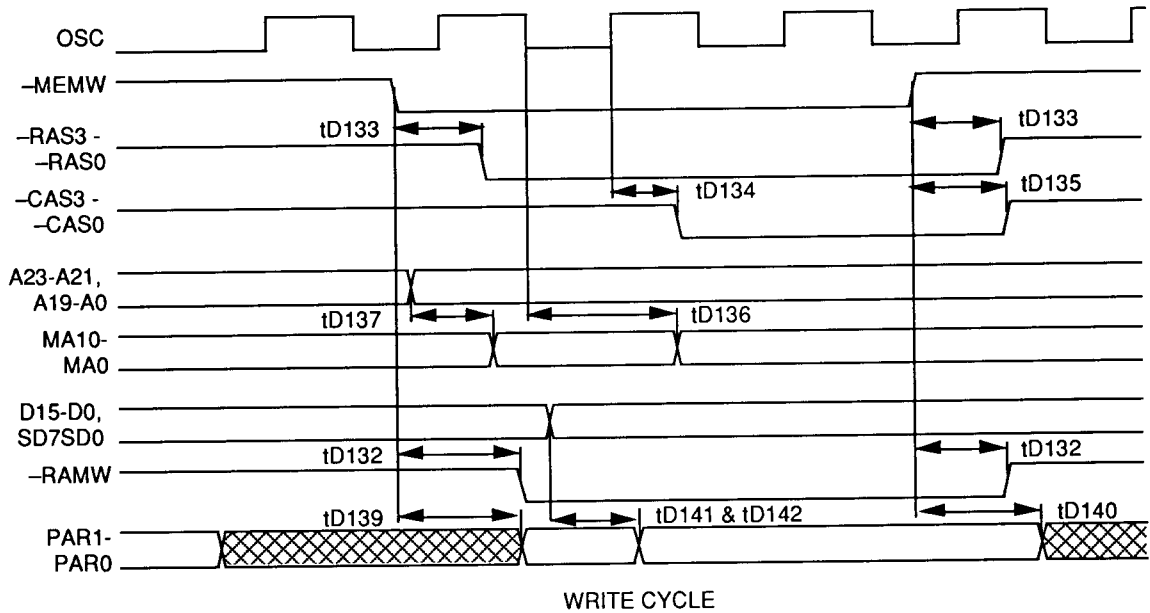 OSC
–MEMW
tD133
tD133
–RAS3 -
–RAS0
tD134
tD135
–CAS3 -
–CAS0
A23-A21,
A19-A0
tD137
tD136
MA10-
MA0
D15-D0,
SD7SD0
tD132
tD132
–RAMW
tD139
tD141 & tD142
tD140
PAR1-
PAR0
WRITE CYCLE